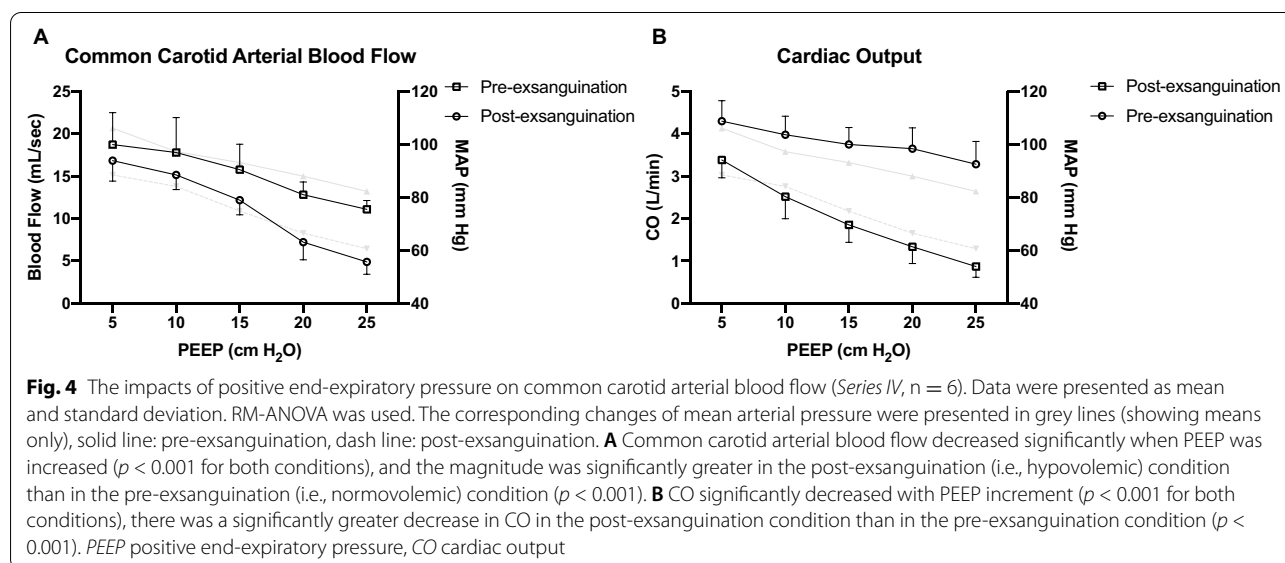 A
Common Carotid Arterial Blood Flow
25
20
15
10
5
0
Blood Flow (mL/sec)
5 10 15 20 25
PEEP (cm H₂O)
120
100
80
60
40
MAP (mm Hg)
Pre-exsanguination
Post-exsanguination
B
Cardiac Output
5
4
3
2
1
0
CO (L/min)
5 10 15 20 25
PEEP (cm H₂O)
120
100
80
60
40
MAP (mm Hg)
Post-exsanguination
Pre-exsanguination
Fig. 4 The impacts of positive end-expiratory pressure on common carotid arterial blood flow (Series IV, n = 6). Data were presented as mean
and standard deviation. RM-ANOVA was used. The corresponding changes of mean arterial pressure were presented in grey lines (showing means
only), solid line: pre-exsanguination, dash line: post-exsanguination. A Common carotid arterial blood flow decreased significantly when PEEP was
increased (p < 0.001 for both conditions), and the magnitude was significantly greater in the post-exsanguination (i.e., hypovolemic) condition
than in the pre-exsanguination (i.e., normovolemic) condition (p < 0.001). B CO significantly decreased with PEEP increment (p < 0.001 for both
conditions), there was a significantly greater decrease in CO in the post-exsanguination condition than in the pre-exsanguination condition (p <
0.001). PEEP positive end-expiratory pressure, CO cardiac output